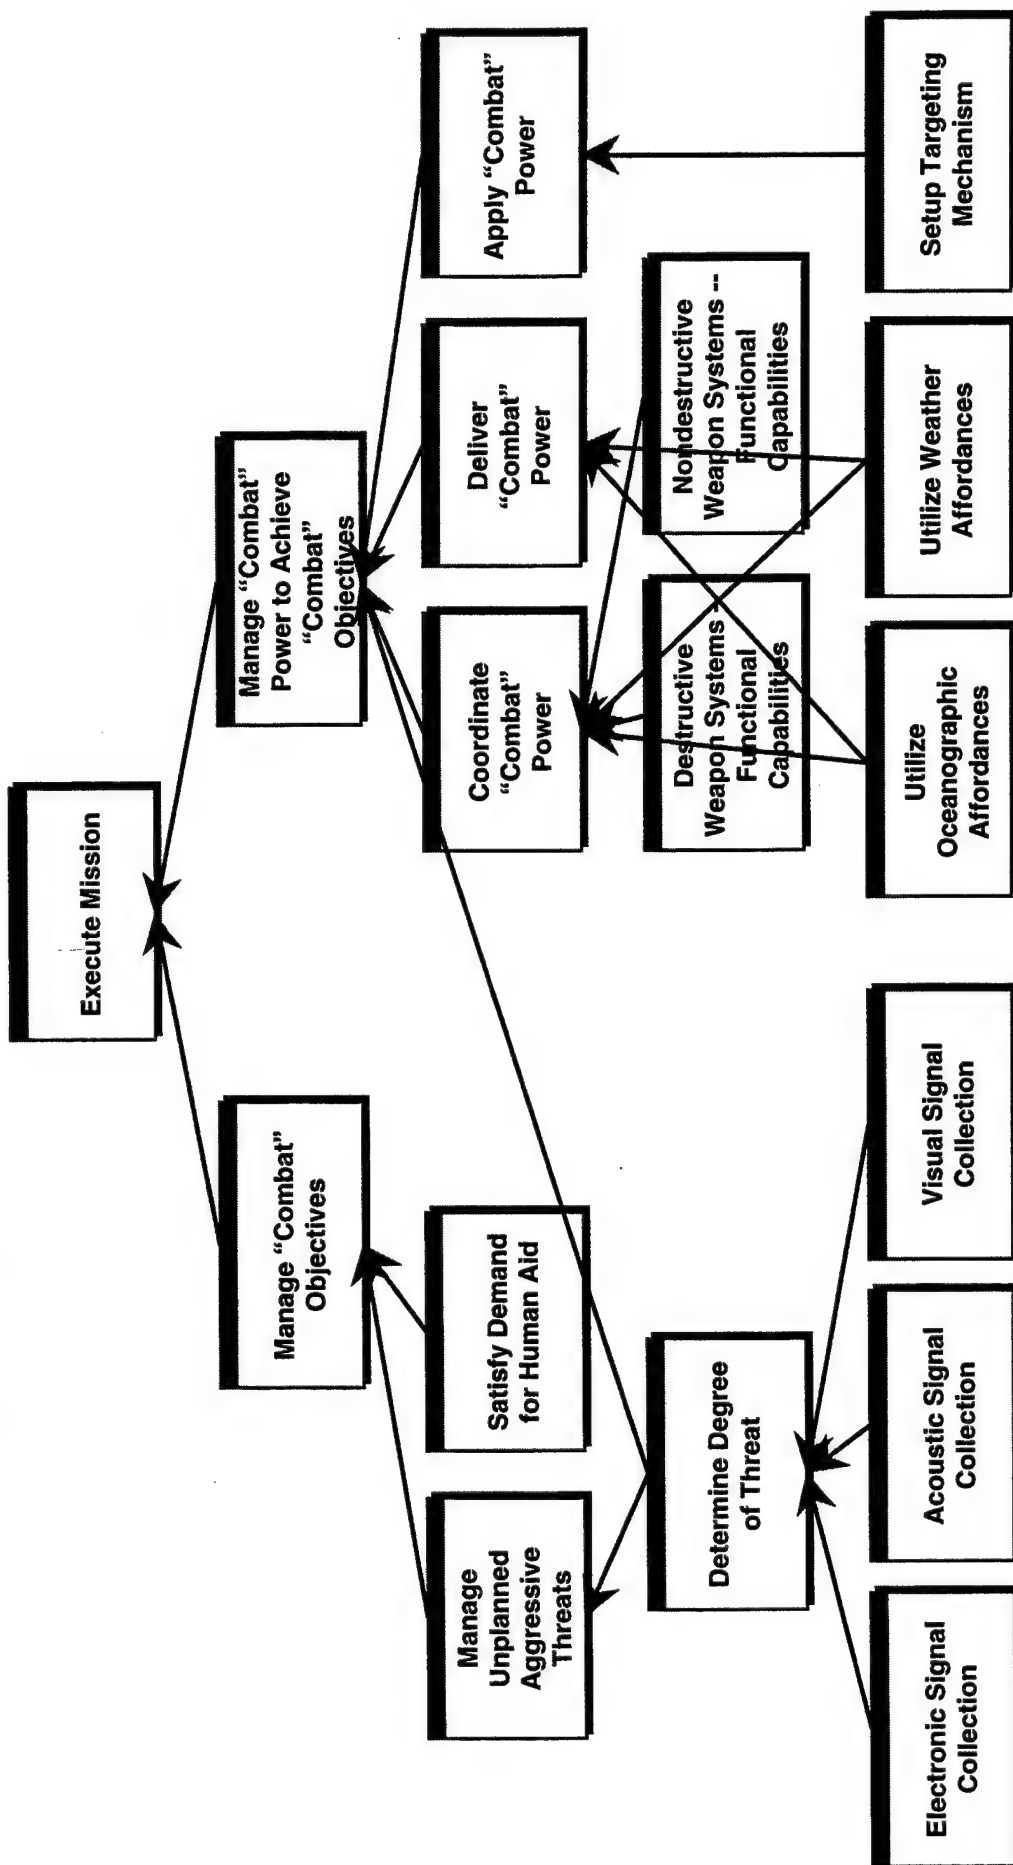 Execute Mission
Manage “Combat”
Objectives
Manage “Combat”
Power to Achieve
“Combat”
Objectives
Manage
Unplanned
Aggressive
Threats
Satisfy Demand
for Human Aid
Coordinate
“Combat”
Power
Deliver
“Combat”
Power
Apply “Combat”
Power
Determine Degree
of Threat
Destructive
Weapon Systems --
Functional
Capabilities
Nondestructive
Weapon Systems --
Functional
Capabilities
Electronic Signal
Collection
Acoustic Signal
Collection
Visual Signal
Collection
Utilize
Oceanographic
Affordances
Utilize Weather
Affordances
Setup Targeting
Mechanism